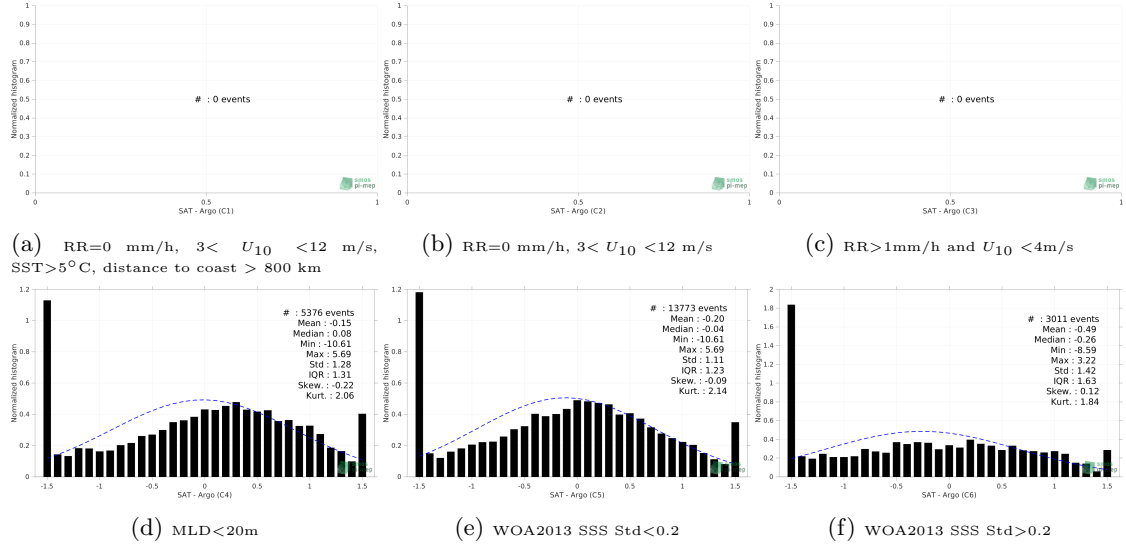 1
0.9
0.8
0.7
0.6
0.5
0.4
0.3
0.2
0.1
0
Normalized histogram
# : 0 events
smos
pi-mep
0 0.5 1
SAT - Argo (C1)
1
0.9
0.8
0.7
0.6
0.5
0.4
0.3
0.2
0.1
0
Normalized histogram
# : 0 events
smos
pi-mep
0 0.5 1
SAT - Argo (C2)
1
0.9
0.8
0.7
0.6
0.5
0.4
0.3
0.2
0.1
0
Normalized histogram
# : 0 events
smos
pi-mep
0 0.5 1
SAT - Argo (C3)
(a) RR=0 mm/h, 3< U10 <12 m/s,
SST>5°C, distance to coast > 800 km
(b) RR=0 mm/h, 3< U10 <12 m/s
(c) RR>1mm/h and U10 <4m/s
1.2
1
0.8
0.6
0.4
0.2
0
Normalized histogram
# : 5376 events
Mean : -0.15
Median : 0.08
Min : -10.61
Max : 5.69
Std : 1.28
IQR : 1.31
Skew. : -0.22
Kurt. : 2.06
-1.5 -1 -0.5 0 0.5 1 1.5
SAT - Argo (C4)
1.2
1
0.8
0.6
0.4
0.2
0
Normalized histogram
# : 13773 events
Mean : -0.20
Median : -0.04
Min : -10.61
Max : 5.69
Std : 1.11
IQR : 1.23
Skew. : -0.09
Kurt. : 2.14
-1.5 -1 -0.5 0 0.5 1 1.5
SAT - Argo (C5)
2
1.8
1.6
1.4
1.2
1
0.8
0.6
0.4
0.2
0
Normalized histogram
# : 3011 events
Mean : -0.49
Median : -0.26
Min : -8.59
Max : 3.22
Std : 1.42
IQR : 1.63
Skew. : 0.12
Kurt. : 1.84
-1.5 -1 -0.5 0 0.5 1 1.5
SAT - Argo (C6)
(d) MLD<20m
(e) WOA2013 SSS Std<0.2
(f) WOA2013 SSS Std>0.2